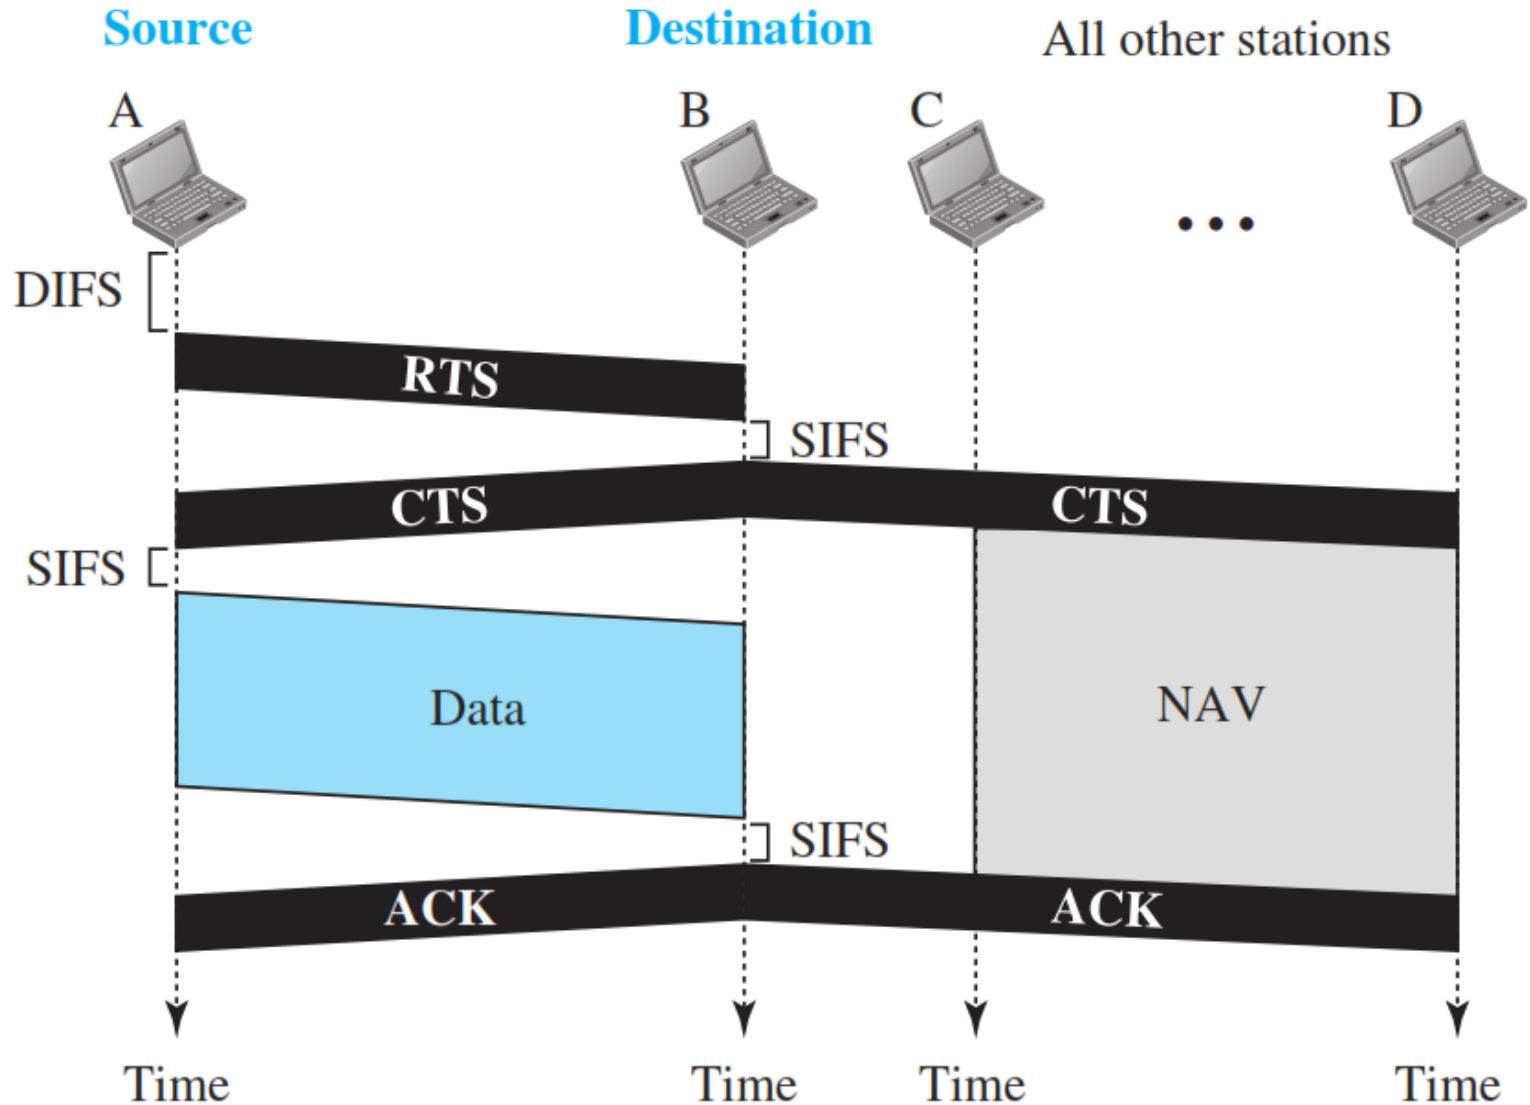 Source
Destination
All other stations
A
B
C
D
DIFS
RTS
SIFS
CTS
CTS
SIFS
Data
NAV
SIFS
ACK
ACK
Time
Time
Time
Time